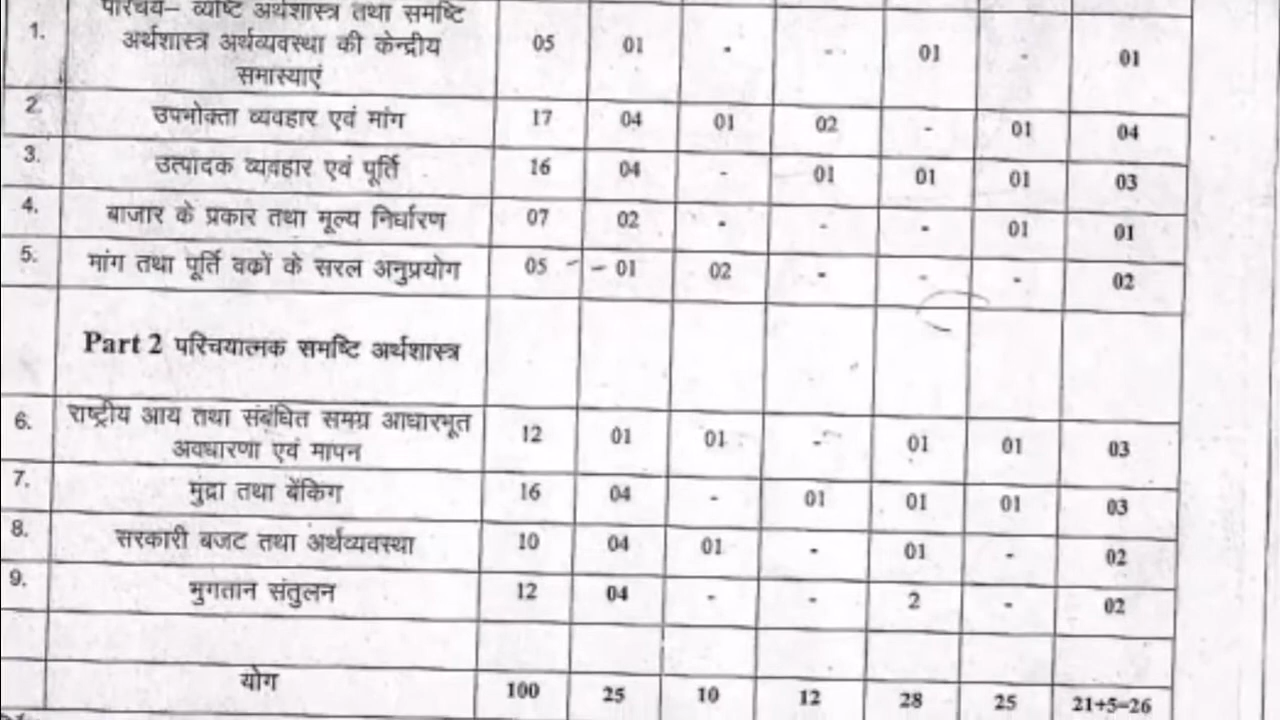 परिचय– व्यष्टि अर्थशास्त्र तथा समष्टि
1. अर्थशास्त्र अर्थव्यवस्था की केन्द्रीय 05 01 - - 01 - 01
समास्याएं
2. उपभोक्ता व्यवहार एवं मांग 17 04 01 02 - 01 04
3. उत्पादक व्यवहार एवं पूर्ति 16 04 - 01 01 01 03
4. बाजार के प्रकार तथा मूल्य निर्धारण 07 02 - - - 01 01
5. मांग तथा पूर्ति वक्रों के सरल अनुप्रयोग 05 01 02 - - - 02
Part 2 परिचयात्मक समष्टि अर्थशास्त्र
6. राष्ट्रीय आय तथा संबंधित समग्र आधारभूत 12 01 01 - 01 01 03
अवधारणा एवं मापन
7. मुद्रा तथा बैंकिग 16 04 - 01 01 01 03
8. सरकारी बजट तथा अर्थव्यवस्था 10 04 01 - 01 - 02
9. भुगतान संतुलन 12 04 - - 2 - 02
योग 100 25 10 12 28 25 21+5=26